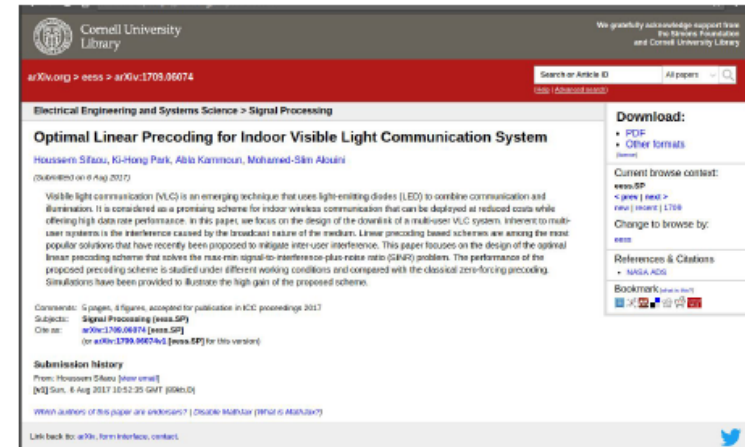 Cornell University
Library
We gratefully acknowledge support from
the Simons Foundation
and Cornell University Library
arXiv.org > eess > arXiv:1709.06074
Search or Article ID
All papers
(Help | Advanced search)
Electrical Engineering and Systems Science > Signal Processing
Optimal Linear Precoding for Indoor Visible Light Communication System
Houssem Sifaou, Ki-Hong Park, Abla Kammoun, Mohamed-Slim Alouini
(Submitted on 6 Aug 2017)
Visible light communication (VLC) is an emerging technique that uses light-emitting diodes (LED) to combine communication and
illumination. It is considered as a promising scheme for indoor wireless communication that can be deployed at reduced costs while
offering high data rate performance. In this paper, we focus on the design of the downlink of a multi-user VLC system. Inherent to multi-
user systems is the interference caused by the broadcast nature of the medium. Linear precoding based schemes are among the most
popular solutions that have recently been proposed to mitigate inter-user interference. This paper focuses on the design of the optimal
linear precoding scheme that solves the max-min signal-to-interference-plus-noise ratio (SINR) problem. The performance of the
proposed precoding scheme is studied under different working conditions and compared with the classical zero-forcing precoding.
Simulations have been provided to illustrate the high gain of the proposed scheme.
Comments: 5 pages, 4 figures, accepted for publication in ICC proceedings 2017
Subjects: Signal Processing (eess.SP)
Cite as: arXiv:1709.06074 [eess.SP]
(or arXiv:1709.06074v1 [eess.SP] for this version)
Submission history
From: Houssem Sifaou [view email]
[v1] Sun, 6 Aug 2017 10:52:35 GMT
Which authors of this paper are endorsers? | Disable MathJax (What is MathJax?)
Link back to: arXiv, form interface, contact.
Download:
• PDF
• Other formats
(license)
Current browse context:
eess.SP
< prev | next >
new | recent | 1709
Change to browse by:
eess
References & Citations
• NASA ADS
Bookmark (what is this?)